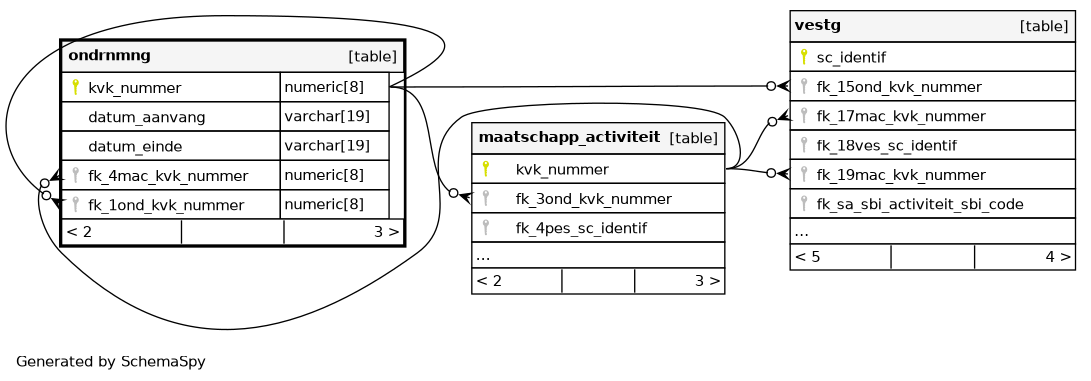 ondrnmng [table]
kvk_nummer numeric[8]
datum_aanvang varchar[19]
datum_einde varchar[19]
fk_4mac_kvk_nummer numeric[8]
fk_1ond_kvk_nummer numeric[8]
< 2 3 >
maatschapp_activiteit [table]
kvk_nummer
fk_3ond_kvk_nummer
fk_4pes_sc_identif
...
< 2 3 >
vestg [table]
sc_identif
fk_15ond_kvk_nummer
fk_17mac_kvk_nummer
fk_18ves_sc_identif
fk_19mac_kvk_nummer
fk_sa_sbi_activiteit_sbi_code
...
< 5 4 >
Generated by SchemaSpy